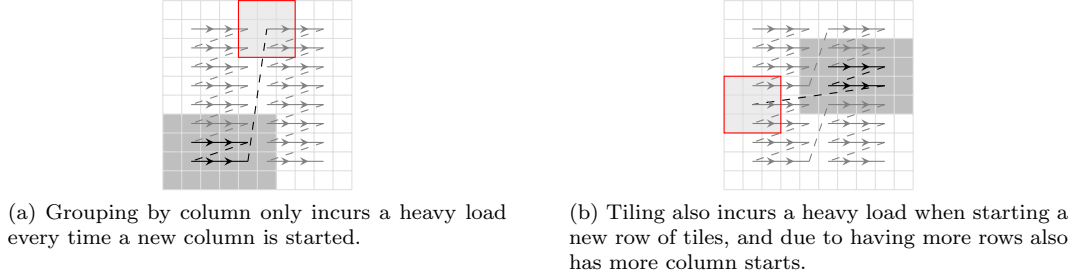 (a) Grouping by column only incurs a heavy load
every time a new column is started.
(b) Tiling also incurs a heavy load when starting a
new row of tiles, and due to having more rows also
has more column starts.